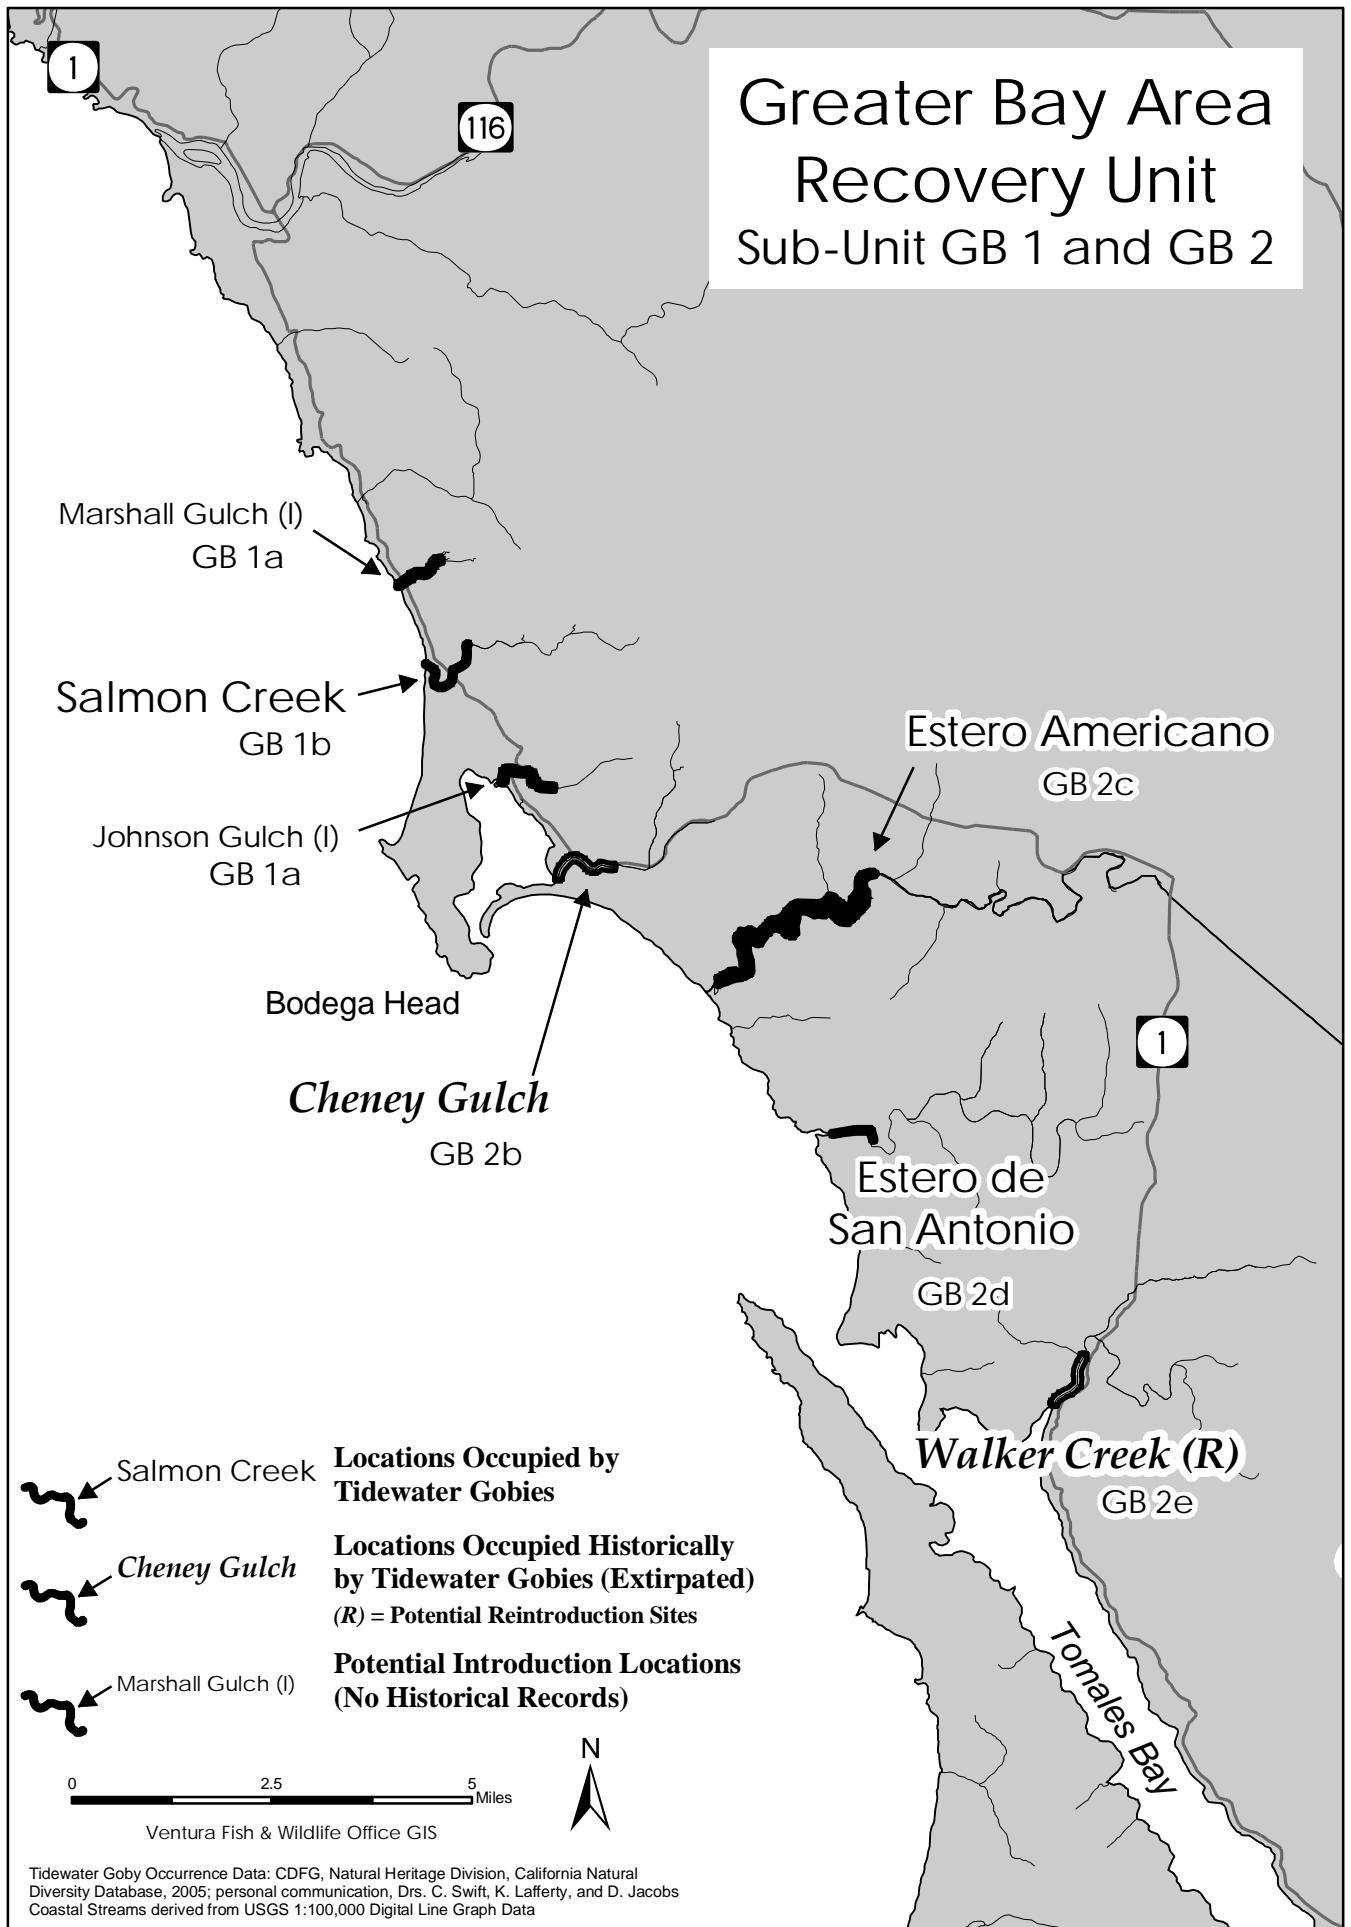 1
116
Greater Bay Area
Recovery Unit
Sub-Unit GB 1 and GB 2
Marshall Gulch (I)
GB 1a
Salmon Creek
GB 1b
Estero Americano
GB 2c
Johnson Gulch (I)
GB 1a
Bodega Head
1
Cheney Gulch
GB 2b
Estero de
San Antonio
GB 2d
Walker Creek (R)
GB 2e
Tomales Bay
Salmon Creek
Locations Occupied by
Tidewater Gobies
Cheney Gulch
Locations Occupied Historically
by Tidewater Gobies (Extirpated)
(R) = Potential Reintroduction Sites
Marshall Gulch (I)
Potential Introduction Locations
(No Historical Records)
N
0 2.5 5
Miles
Ventura Fish & Wildlife Office GIS
Tidewater Goby Occurrence Data: CDFG, Natural Heritage Division, California Natural
Diversity Database, 2005; personal communication, Drs. C. Swift, K. Lafferty, and D. Jacobs
Coastal Streams derived from USGS 1:100,000 Digital Line Graph Data